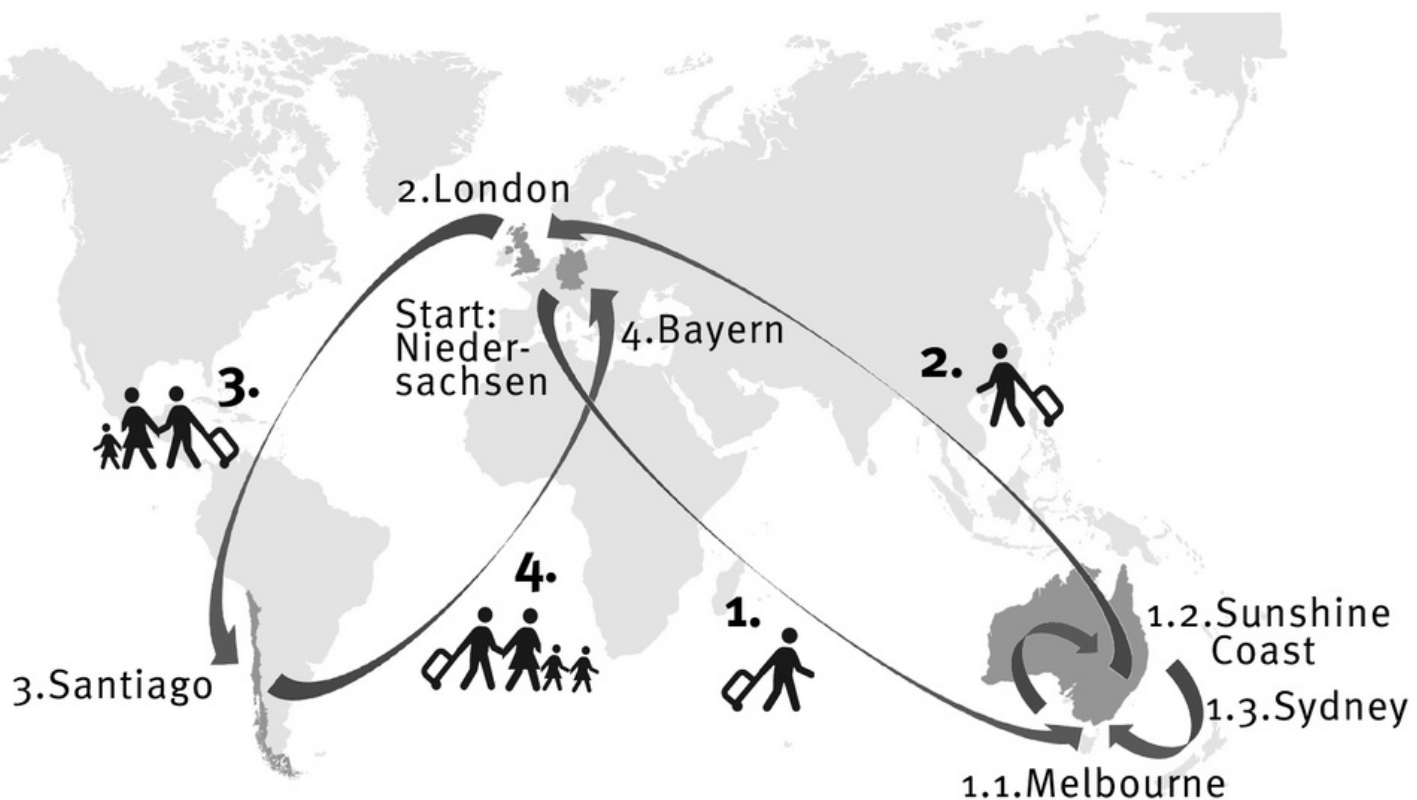 2.London
Start:
Nieder-
sachsen
4.Bayern
2.
3.
4.
1.
1.2.Sunshine
Coast
3.Santiago
1.3.Sydney
1.1.Melbourne